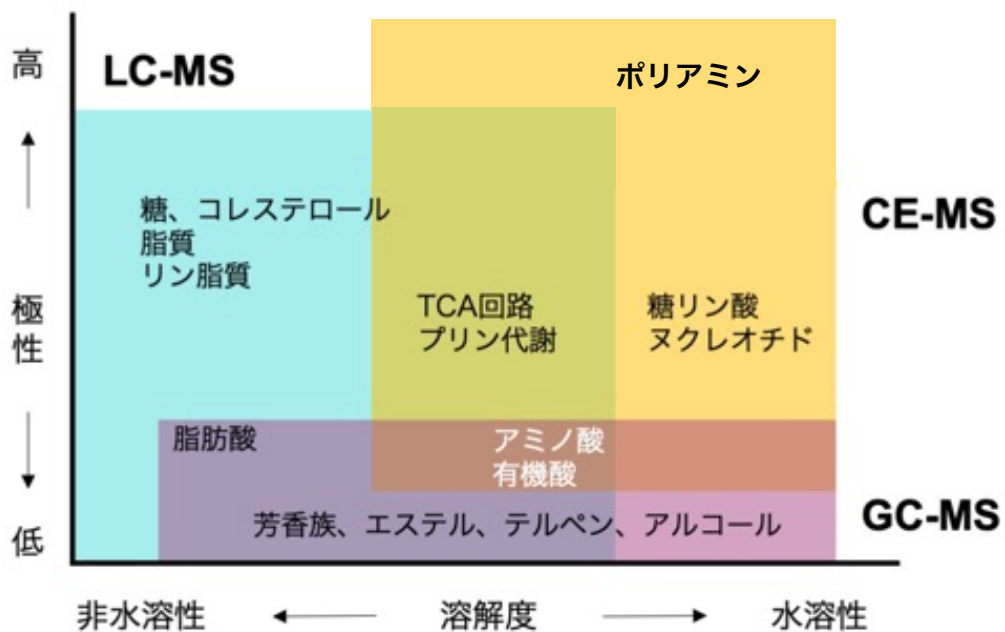 高
LC-MS
ポリアミン
糖、コレステロール
脂質
リン脂質
CE-MS
極性
TCA回路
プリン代謝
糖リン酸
ヌクレオチド
脂肪酸
アミノ酸
有機酸
芳香族、エステル、テルペン、アルコール
GC-MS
低
非水溶性
溶解度
水溶性